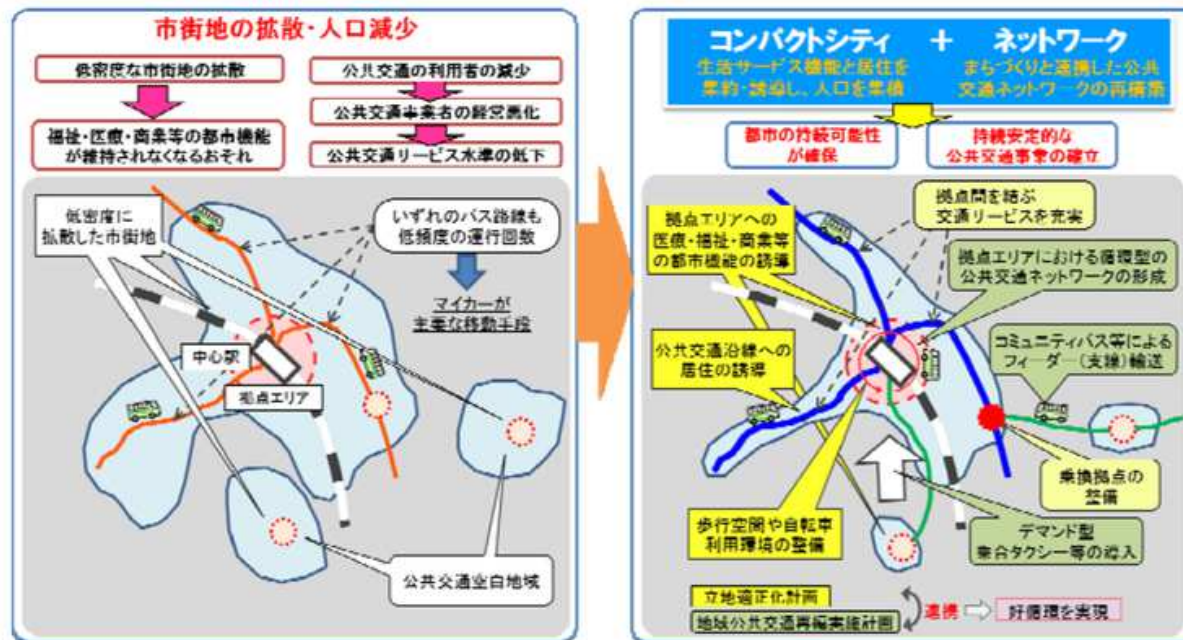 市街地の拡散・人口減少
低密度な市街地の拡散
公共交通の利用者の減少
公共交通事業者の経営悪化
福祉・医療・商業等の都市機能
が維持されなくなるおそれ
公共交通サービス水準の低下
低密度に
拡散した市街地
いずれのバス路線も
低頻度の運行回数
マイカーが
主要な移動手段
中心駅
拠点エリア
公共交通空白地域
コンパクトシティ
+
ネットワーク
生活サービス機能と居住を
集約・誘導し、人口を集積
まちづくりと連携した公共
交通ネットワークの再構築
都市の持続可能性
が確保
持続安定的な
公共交通事業の確立
拠点エリアへの
医療・福祉・商業等
の都市機能の誘導
拠点間を結ぶ
交通サービスを充実
拠点エリアにおける循環型の
公共交通ネットワークの形成
公共交通沿線への
居住の誘導
コミュニティバス等による
フィーダー(支線)輸送
乗換拠点の
整備
歩行空間や自転車
利用環境の整備
デマンド型
乗合タクシー等の導入
立地適正化計画
地域公共交通再編実施計画
連携
好循環を実現